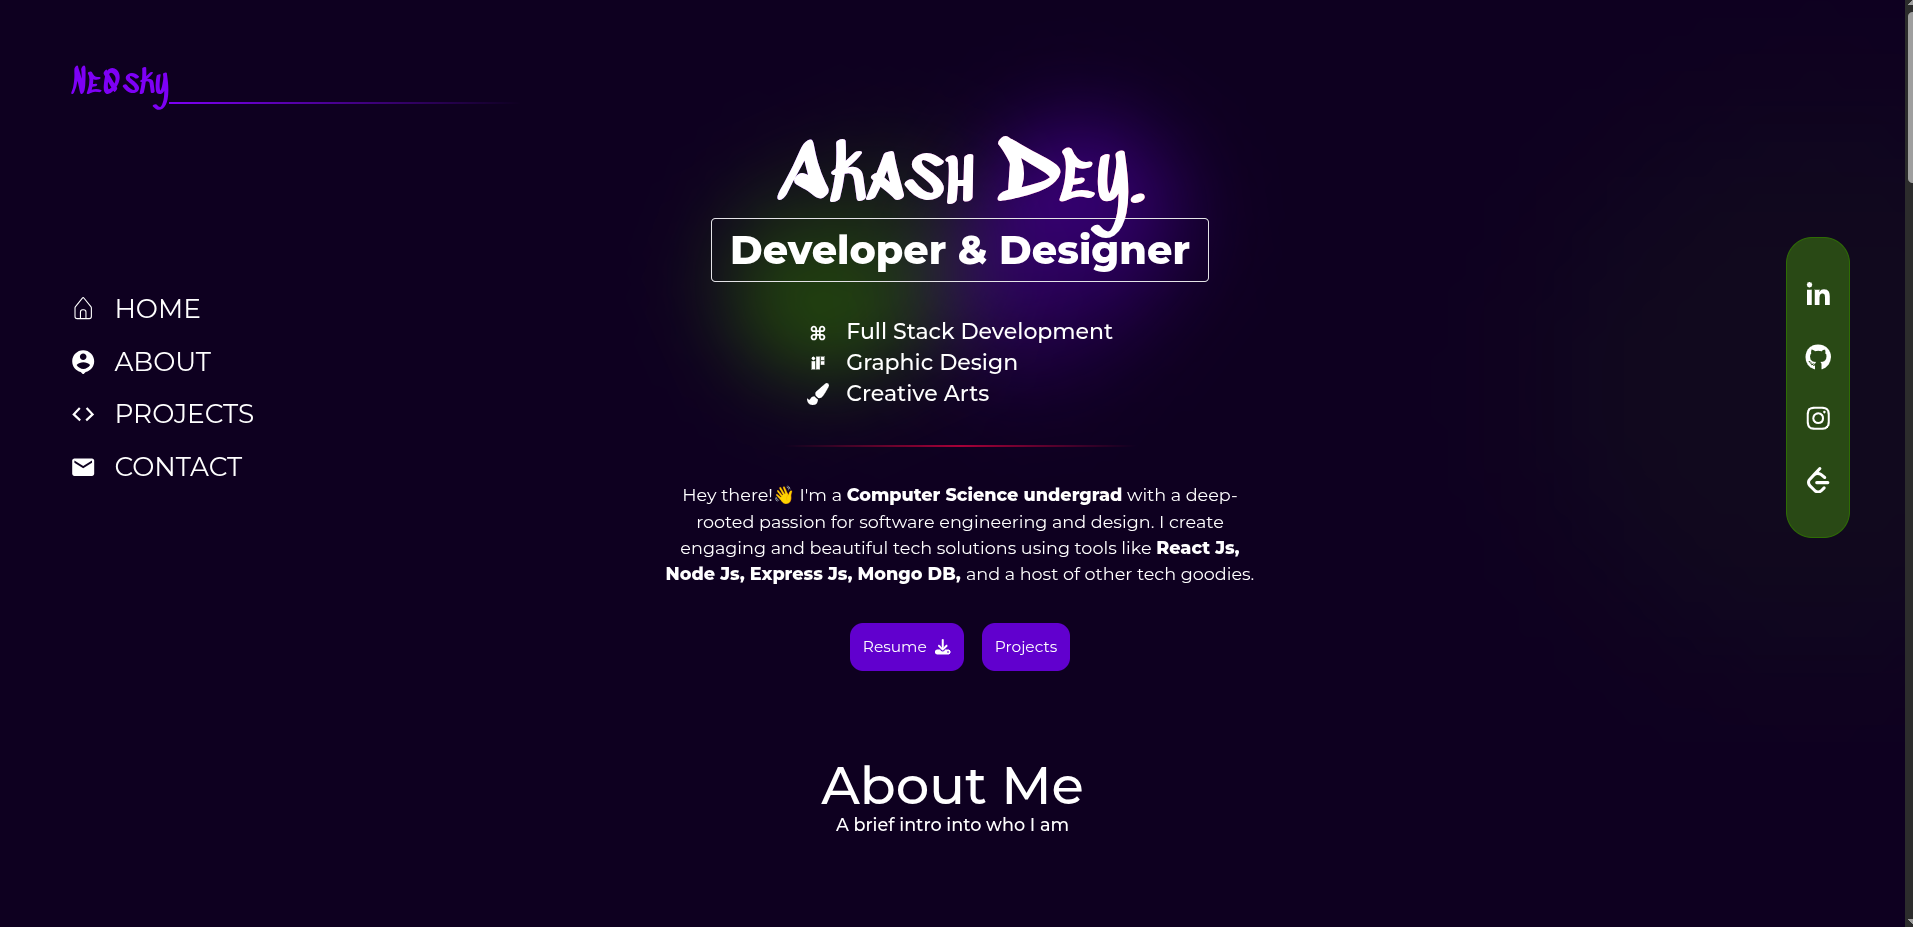 NEOSky
HOME
ABOUT
PROJECTS
CONTACT
Akash Dey.
Developer & Designer
Full Stack Development
Graphic Design
Creative Arts
Hey there!👋 I'm a Computer Science undergrad with a deep-
rooted passion for software engineering and design. I create
engaging and beautiful tech solutions using tools like React Js,
Node Js, Express Js, Mongo DB, and a host of other tech goodies.
Resume
Projects
About Me
A brief intro into who I am
in